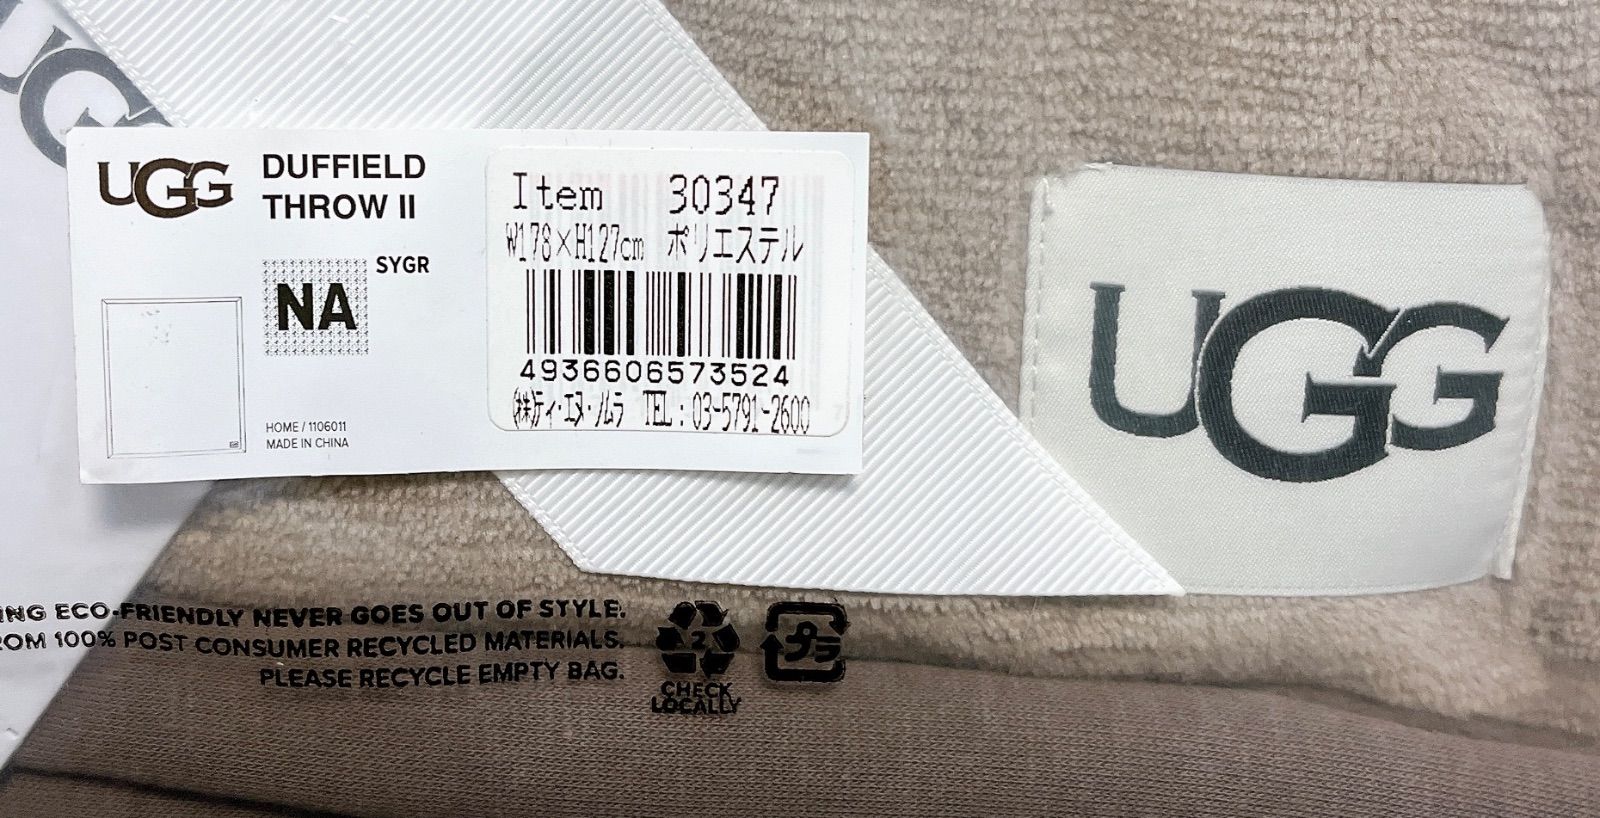 UGG
UGG
DUFFIELD
THROW II
SYGR
NA
HOME / 1106011
MADE IN CHINA
Item 30347
W178×H127cm ポリエステル
4936606573524
(株)ティ・エヌ・ノムラ TEL:03-5791-2600
UGG
ECO-FRIENDLY NEVER GOES OUT OF STYLE.
100% POST CONSUMER RECYCLED MATERIALS.
PLEASE RECYCLE EMPTY BAG.
2
CHECK
LOCALLY
プラ